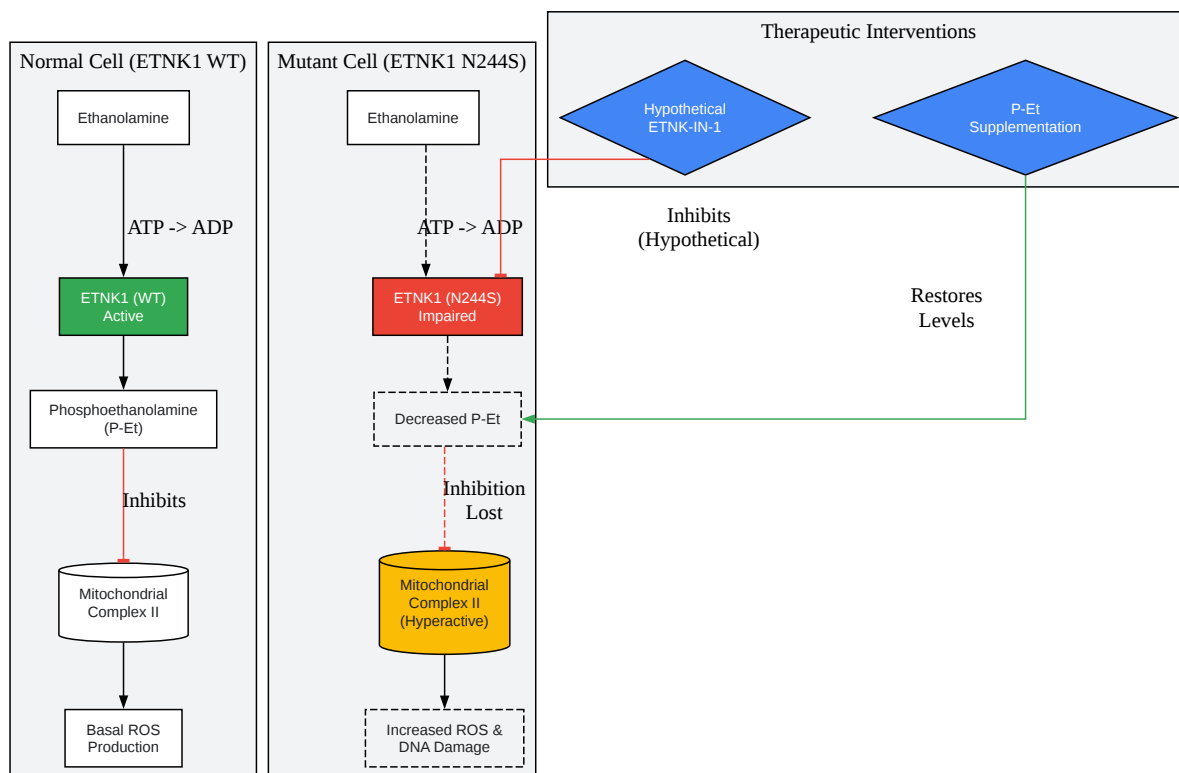 Normal Cell (ETNK1 WT)
Ethanolamine
ATP -> ADP
ETNK1 (WT)
Active
Phosphoethanolamine
(P-Et)
Inhibits
Mitochondrial
Complex II
Basal ROS
Production
Mutant Cell (ETNK1 N244S)
Ethanolamine
ATP -> ADP
ETNK1 (N244S)
Impaired
Decreased P-Et
Inhibition
Lost
Mitochondrial
Complex II
(Hyperactive)
Increased ROS &
DNA Damage
Therapeutic Interventions
Hypothetical
ETNK-IN-1
P-Et
Supplementation
Inhibits
(Hypothetical)
Restores
Levels